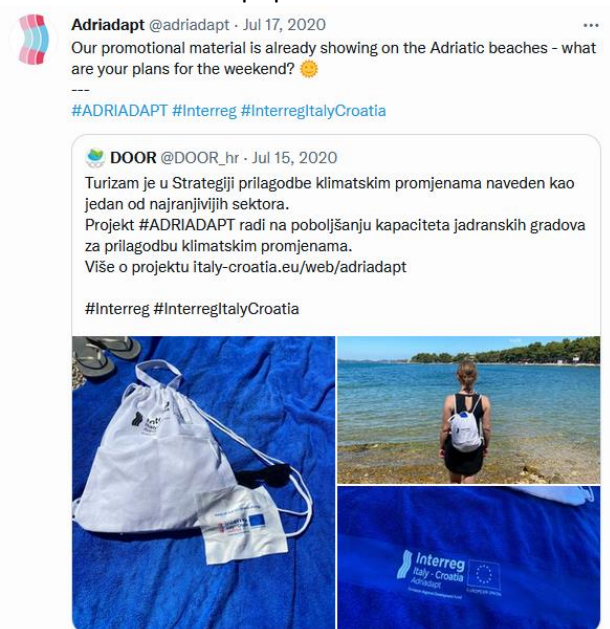 Adriadapt @adriadapt · Jul 17, 2020
Our promotional material is already showing on the Adriatic beaches - what
are your plans for the weekend? 🌞
---
#ADRIADAPT #Interreg #InterregItalyCroatia
DOOR @DOOR_hr · Jul 15, 2020
Turizam je u Strategiji prilagodbe klimatskim promjenama naveden kao
jedan od najranjivijih sektora.
Projekt #ADRIADAPT radi na poboljšanju kapaciteta jadranskih gradova
za prilagodbu klimatskim promjenama.
Više o projektu italy-croatia.eu/web/adriadapt
#Interreg #InterregItalyCroatia
Interreg
Italy - Croatia
Adriadapt
EUROPEAN UNION